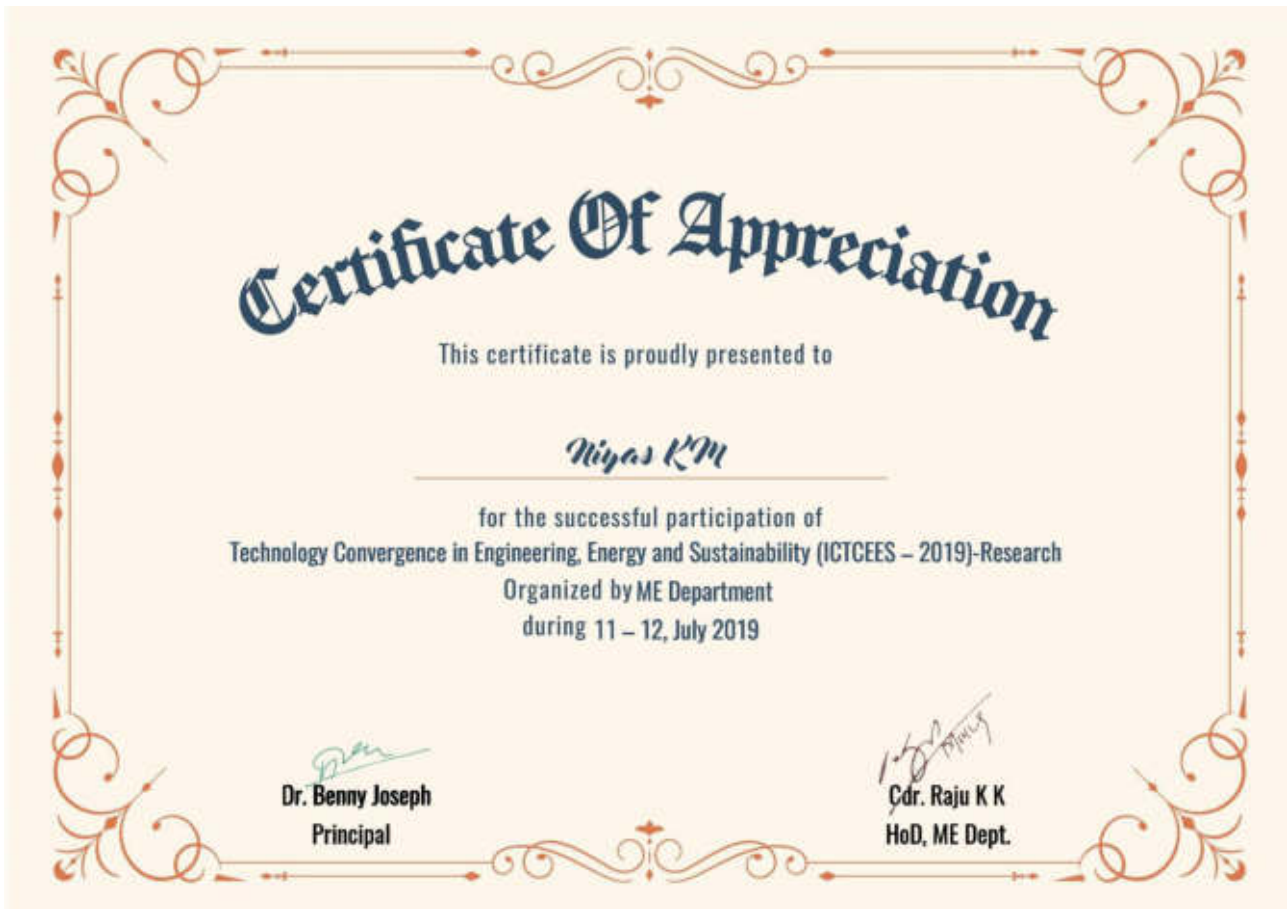 Certificate Of Appreciation
This certificate is proudly presented to
Niyas KM
for the successful participation of
Technology Convergence in Engineering, Energy and Sustainability (ICTCEES – 2019)-Research
Organized by ME Department
during 11 – 12, July 2019
Dr. Benny Joseph
Principal
Cdr. Raju K K
HoD, ME Dept.